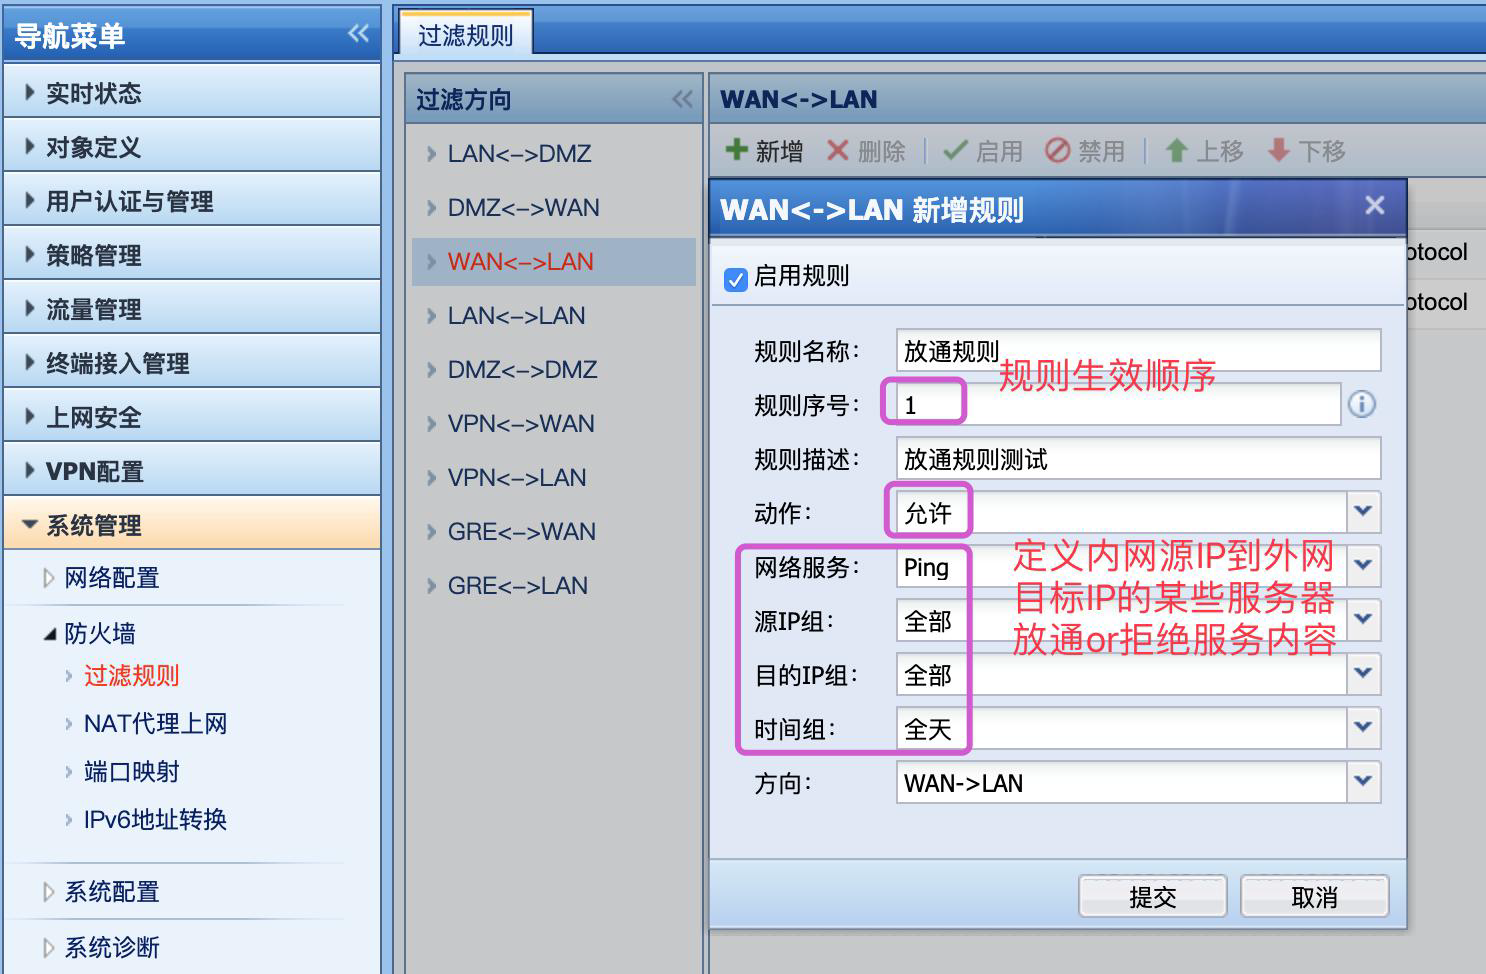 导航菜单
实时状态
对象定义
用户认证与管理
策略管理
流量管理
终端接入管理
上网安全
VPN配置
系统管理
网络配置
防火墙
过滤规则
NAT代理上网
端口映射
IPv6地址转换
系统配置
系统诊断
过滤规则
过滤方向
LAN<->DMZ
DMZ<->WAN
WAN<->LAN
LAN<->LAN
DMZ<->DMZ
VPN<->WAN
VPN<->LAN
GRE<->WAN
GRE<->LAN
WAN<->LAN
新增 删除 启用 禁用 上移 下移
otocol
otocol
WAN<->LAN 新增规则
启用规则
规则名称: 放通规则
规则生效顺序
规则序号: 1
规则描述: 放通规则测试
动作: 允许
网络服务: Ping
源IP组: 全部
目的IP组: 全部
时间组: 全天
定义内网源IP到外网
目标IP的某些服务器
放通or拒绝服务内容
方向: WAN->LAN
提交 取消